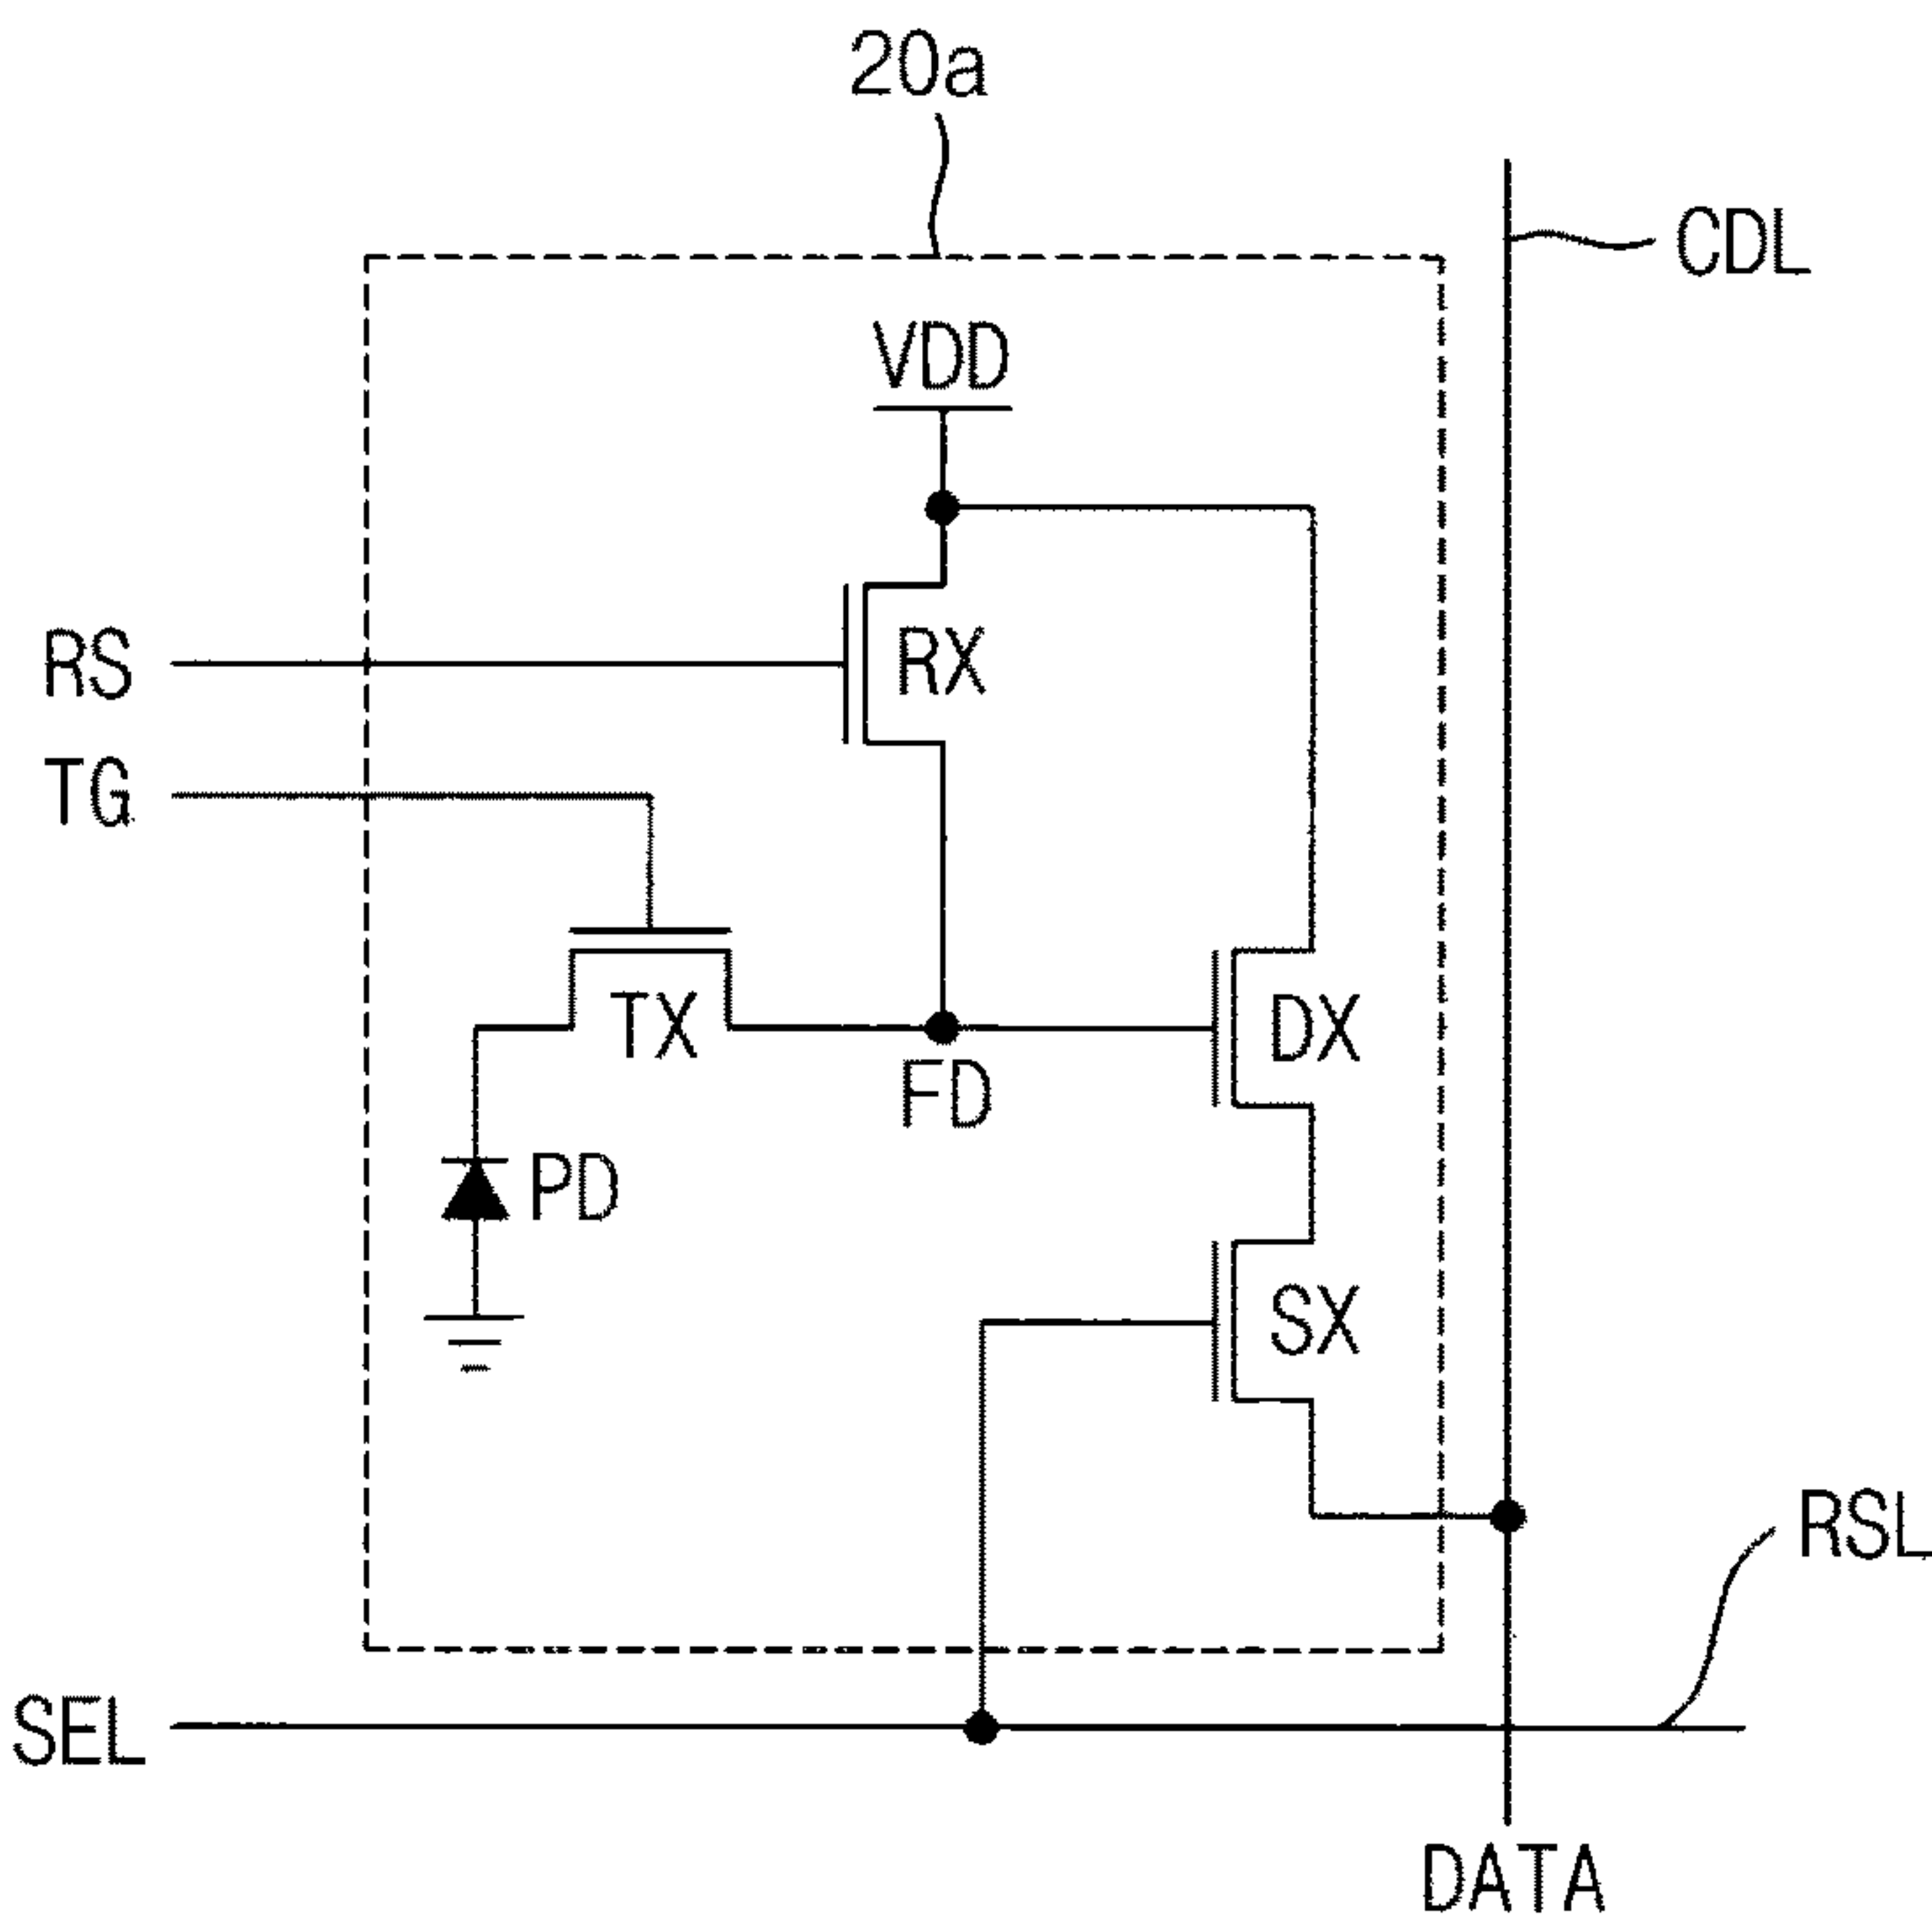 20a
CDL
VDD
RS
RX
TG
TX
DX
FD
PD
SX
RSL
SEL
DATA